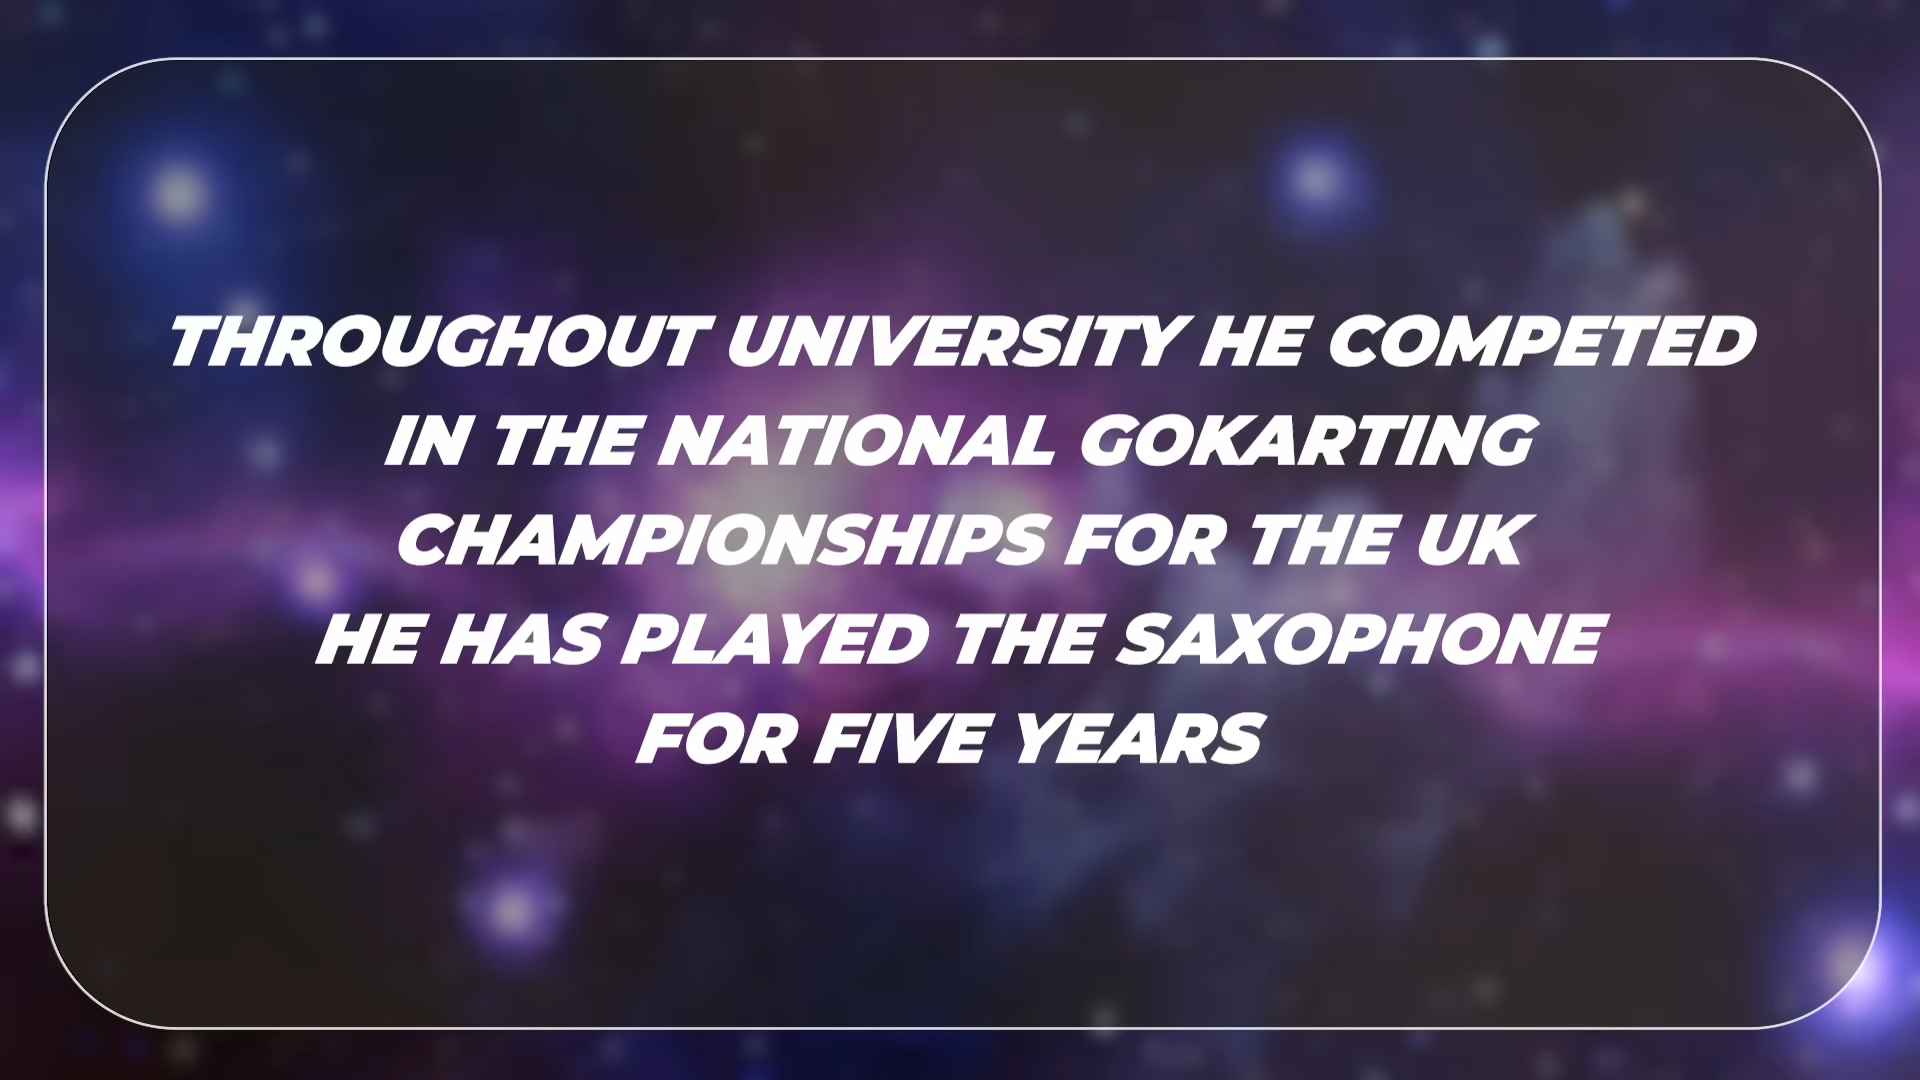 THROUGHOUT UNIVERSITY HE COMPETED
IN THE NATIONAL GOKARTING
CHAMPIONSHIPS FOR THE UK
HE HAS PLAYED THE SAXOPHONE
FOR FIVE YEARS